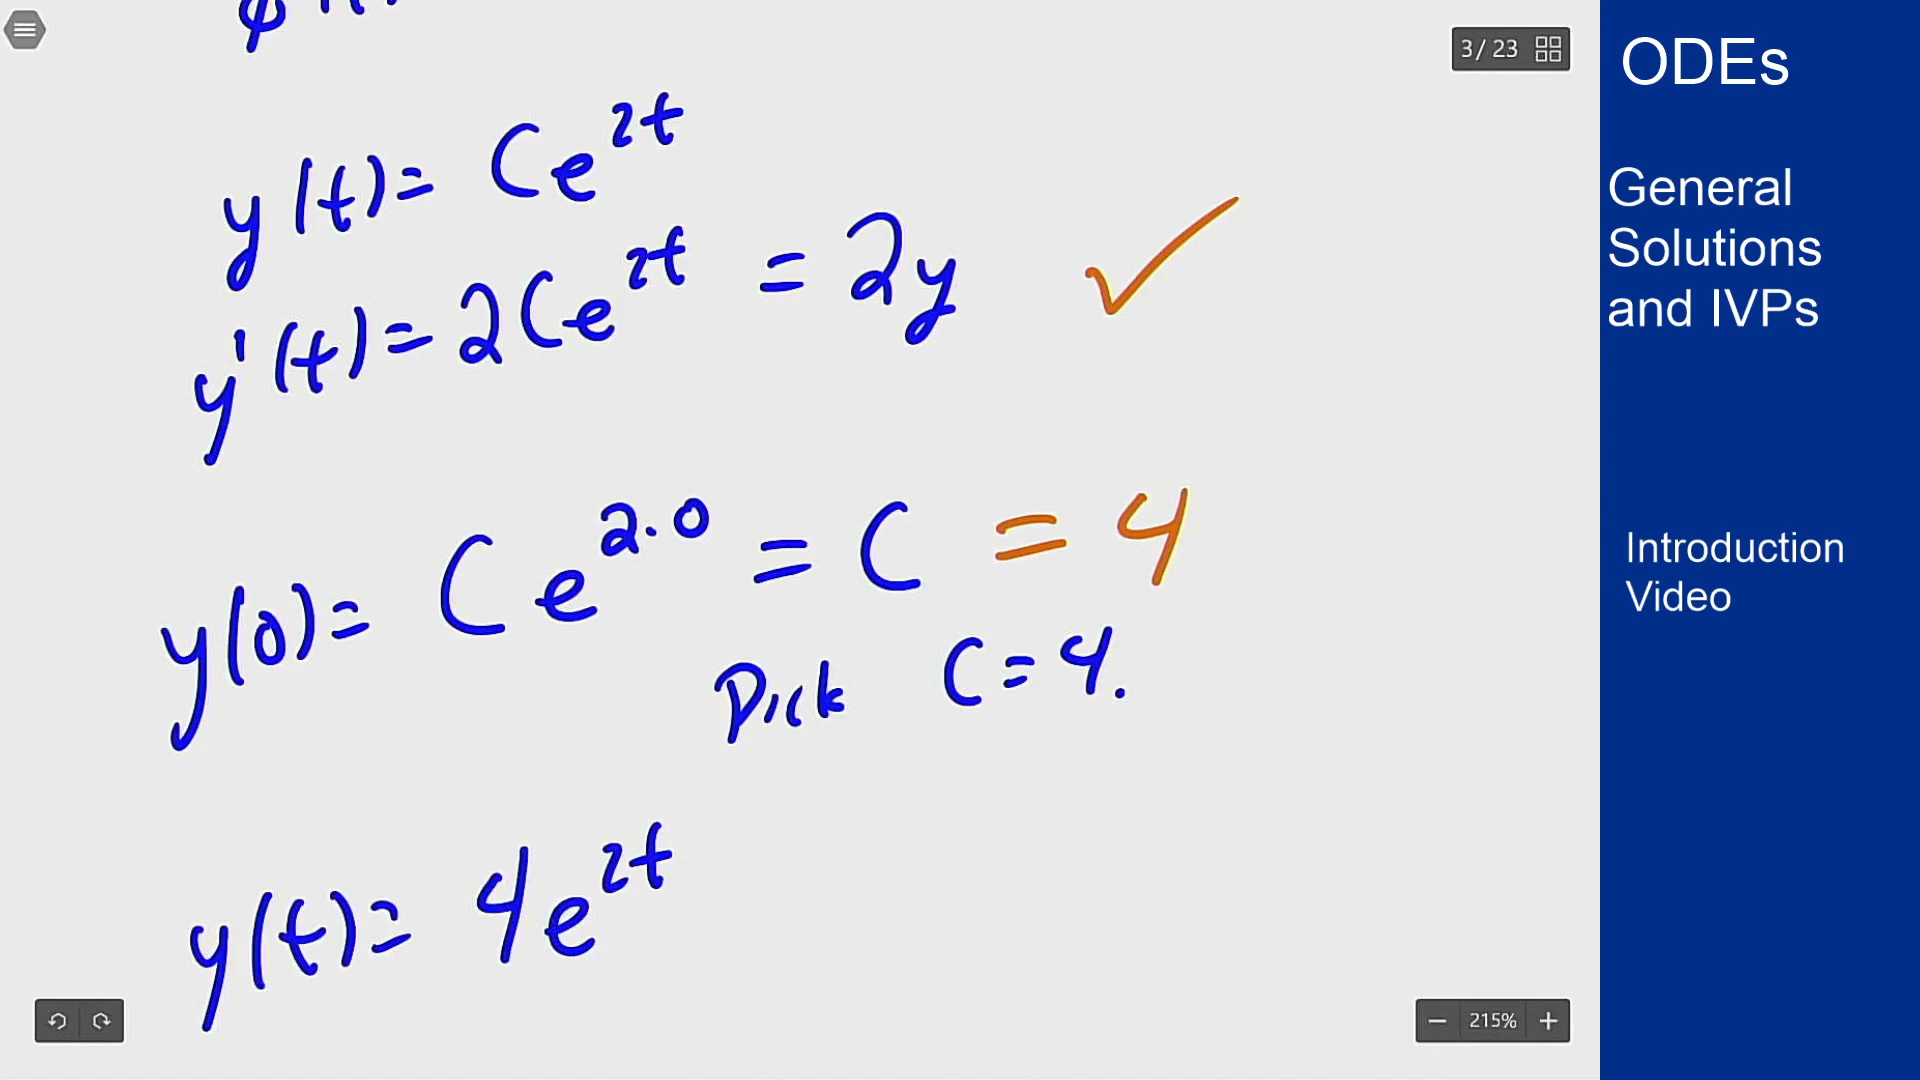 3 / 23
y(t) = Ce^{2t}
y'(t) = 2Ce^{2t} = 2y ✓
y(0) = Ce^{2·0} = C = 4
Pick C = 4.
y(t) = 4e^{2t}
215%
ODEs
General
Solutions
and IVPs
Introduction
Video